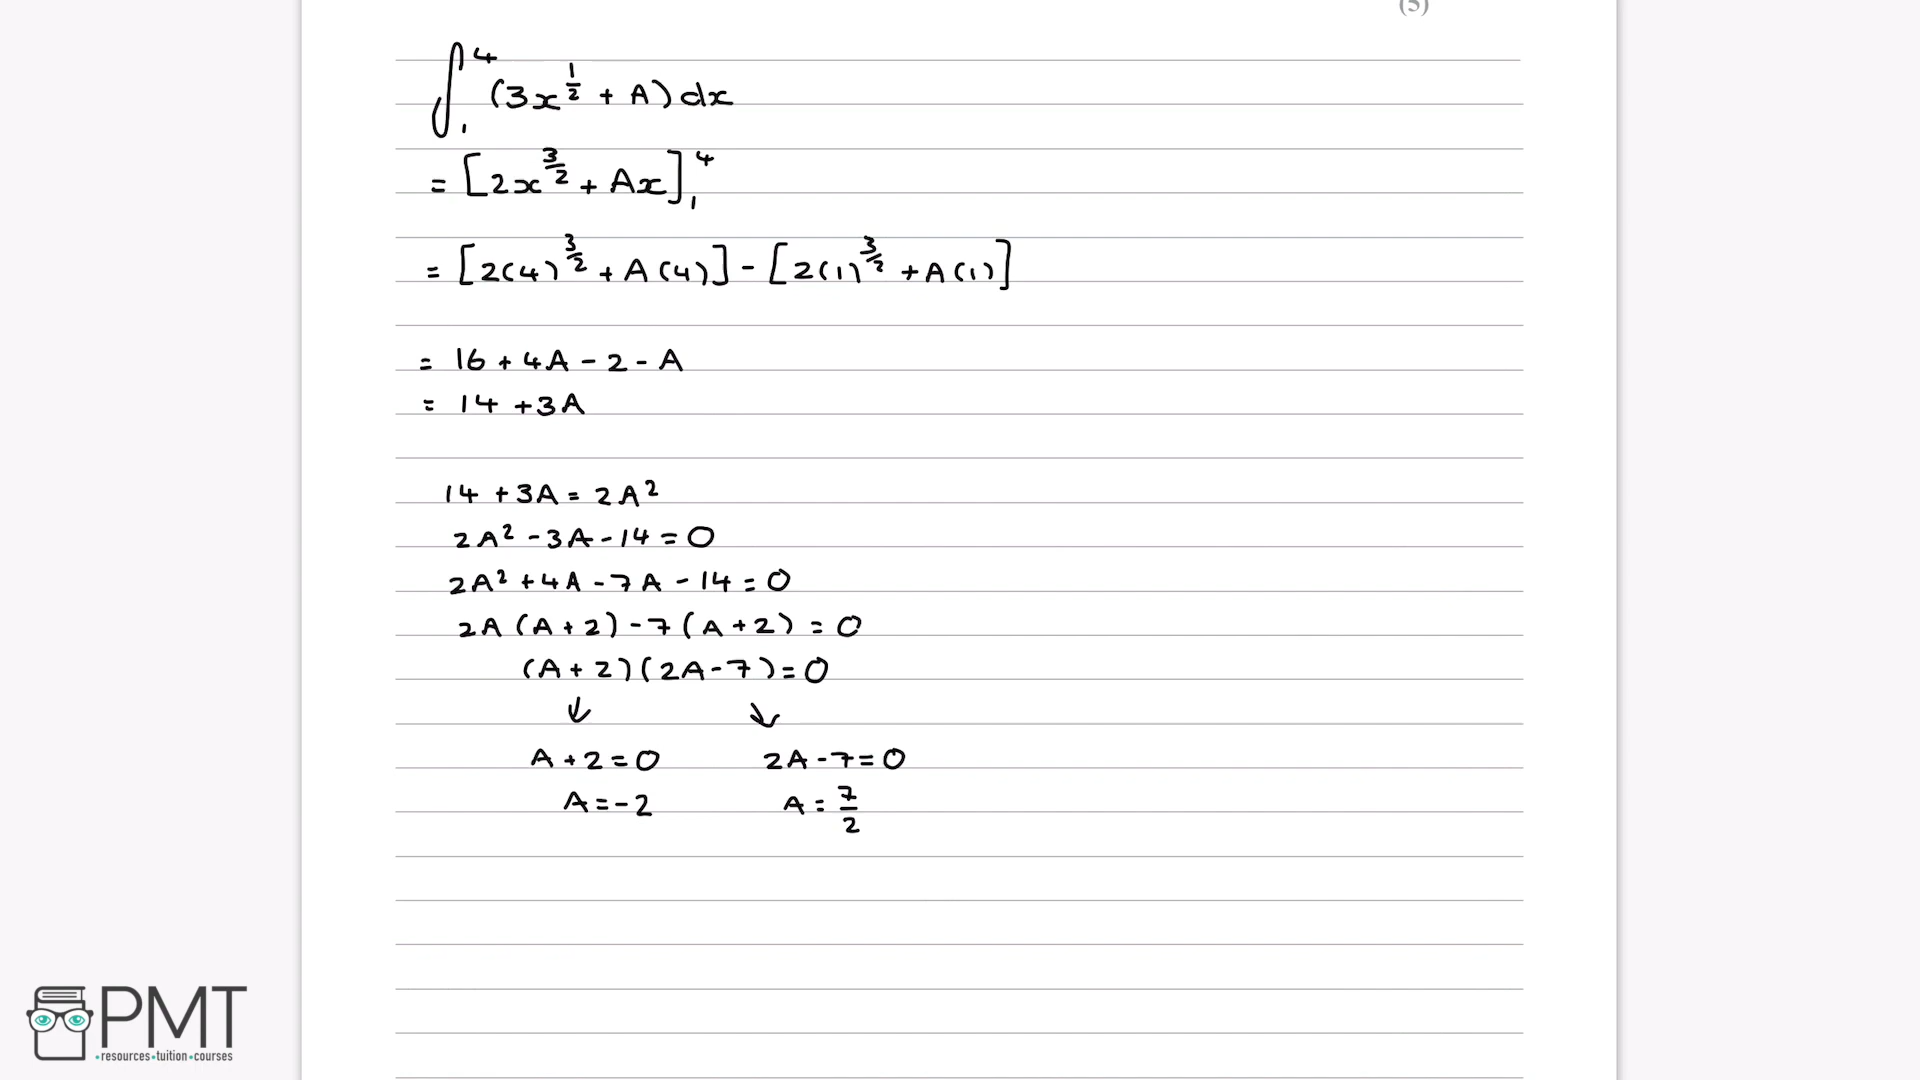 (5)
∫₁⁴ (3x^{1/2} + A) dx
= [2x^{3/2} + Ax]₁⁴
= [2(4)^{3/2} + A(4)] - [2(1)^{3/2} + A(1)]
= 16 + 4A - 2 - A
= 14 + 3A
14 + 3A = 2A²
2A² - 3A - 14 = 0
2A² + 4A - 7A - 14 = 0
2A(A + 2) - 7(A + 2) = 0
(A + 2)(2A - 7) = 0
↓ ↘
A + 2 = 0 2A - 7 = 0
A = -2 A = 7/2
PMT
•resources•tuition•courses